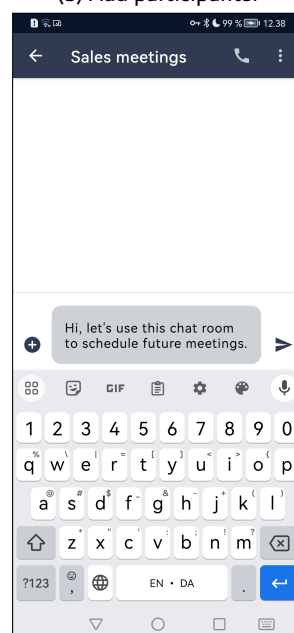 (3) Add participants.
99 % 12.38
Sales meetings
Hi, let's use this chat room
to schedule future meetings.
GIF
1 2 3 4 5 6 7 8 9 0
% \ | = [ ] < > {
q w e r t y u i o p
@ # $ - & - + ( )
a s d f g h j k l
* " ' : ; ! ?
z x c v b n m
?123 , EN • DA .